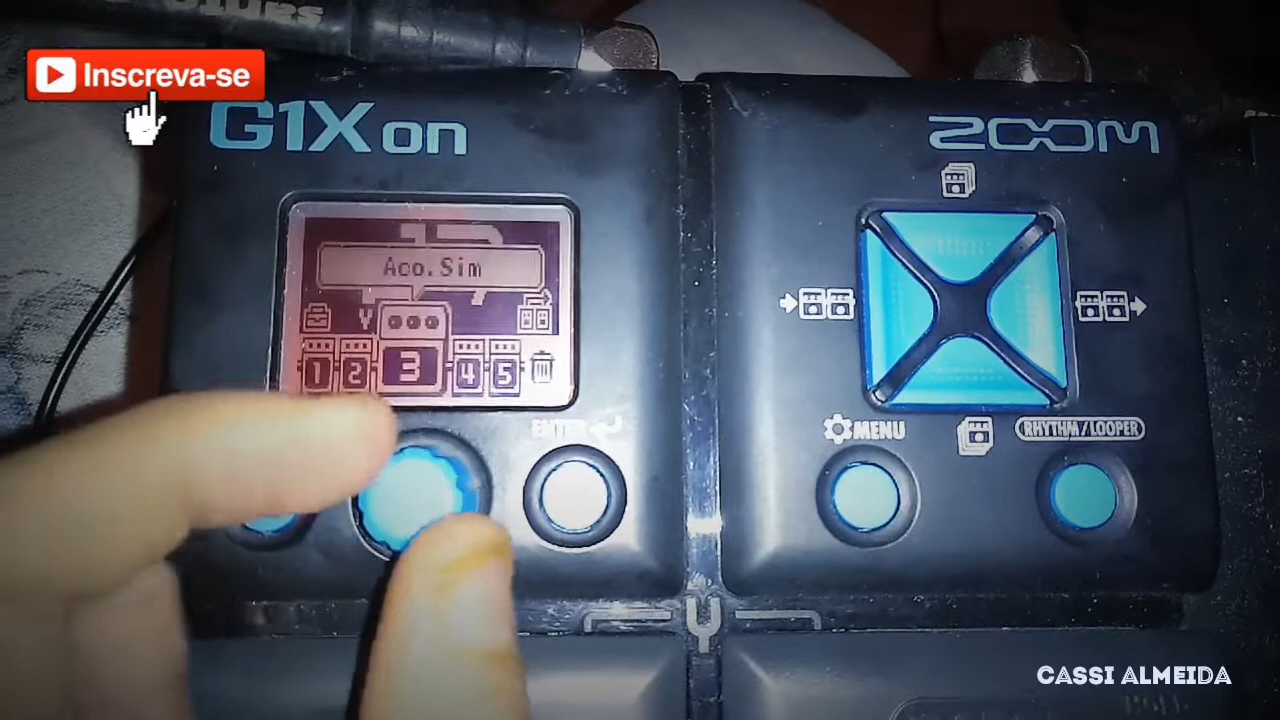 Inscreva-se
G1X on
ZOOM
Aco.Sim
1 2 3 4 5
ENTER
MENU
RHYTHM/LOOPER
CASSI ALMEIDA